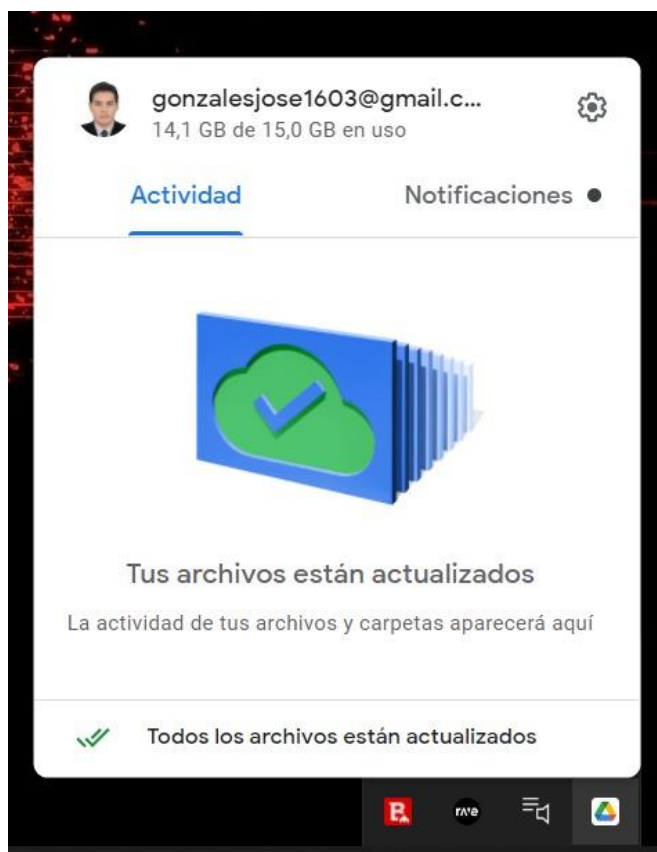 gonzalesjose1603@gmail.c...
14,1 GB de 15,0 GB en uso
Actividad
Notificaciones
Tus archivos están actualizados
La actividad de tus archivos y carpetas aparecerá aquí
Todos los archivos están actualizados
B rave